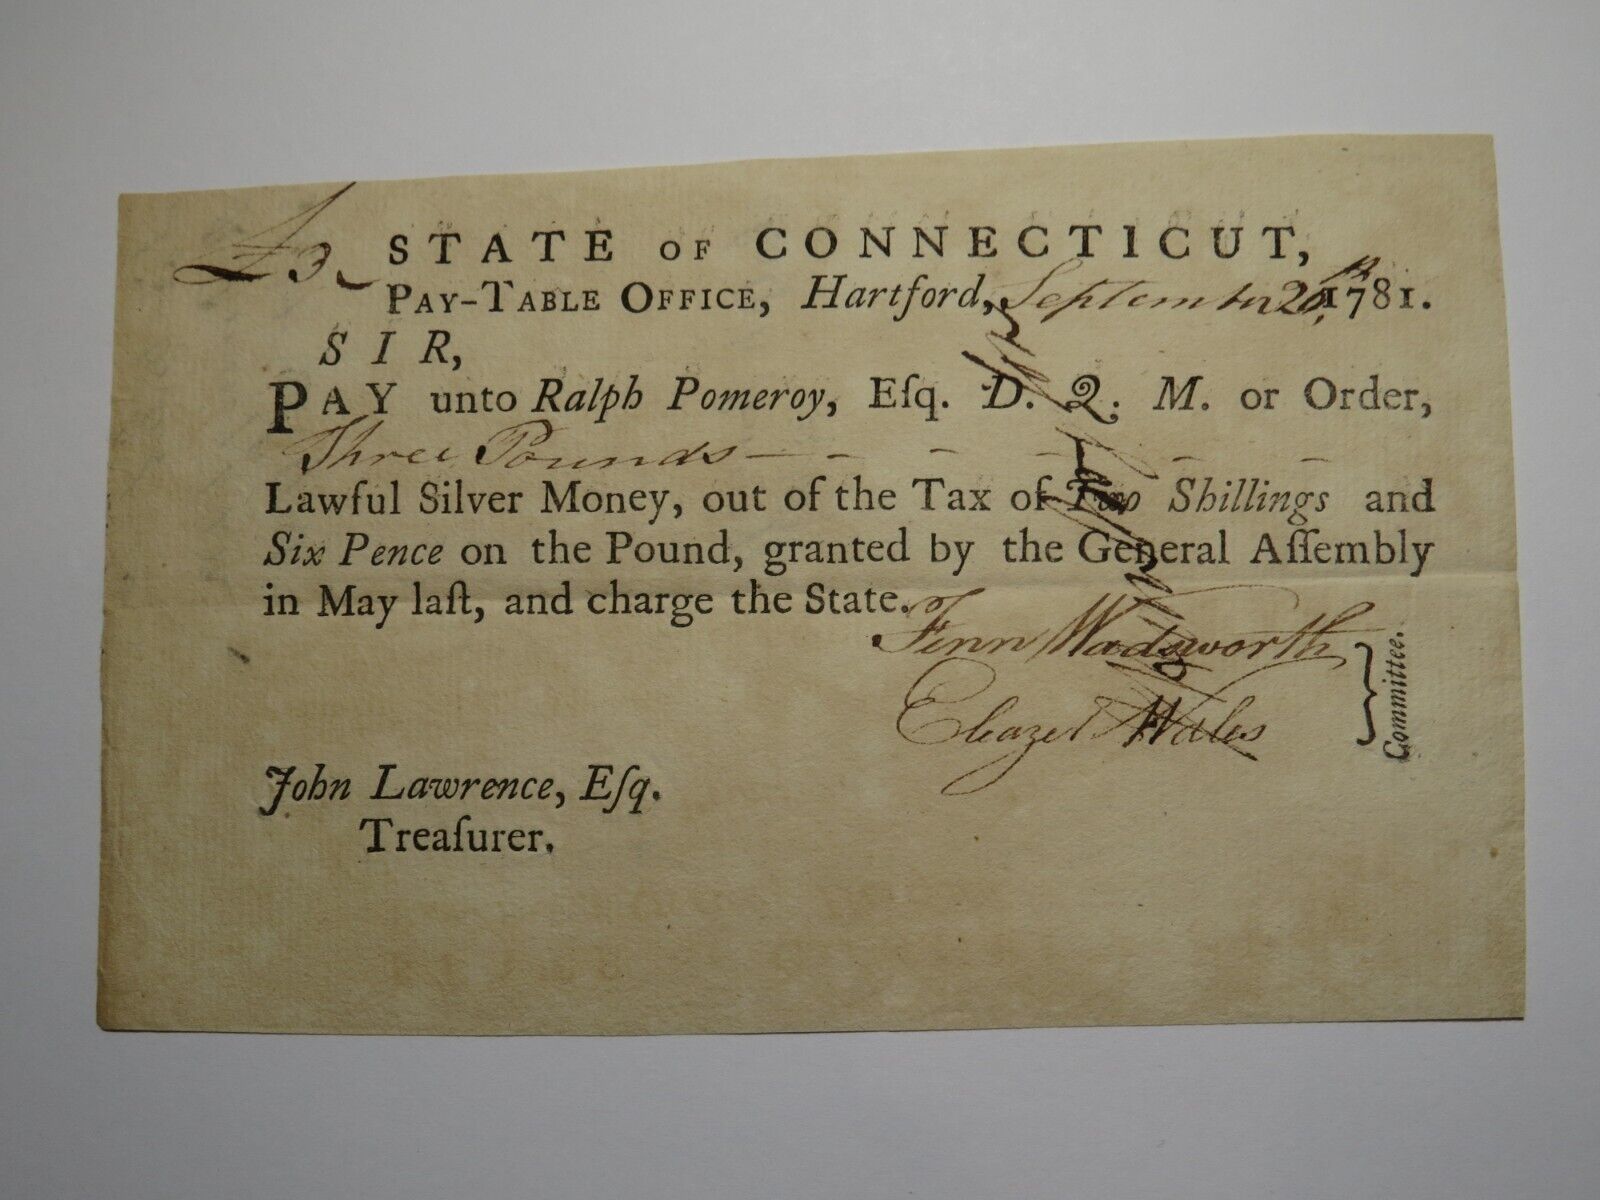 £3
STATE OF CONNECTICUT,
PAY-TABLE OFFICE, Hartford, September 26th 1781.
SIR,
PAY unto Ralph Pomeroy, Eſq. D. Q. M. or Order,
Three Pounds
Lawful Silver Money, out of the Tax of Two Shillings and
Six Pence on the Pound, granted by the General Aſſembly
in May laſt, and charge the State.
Fenn Wadsworth
Eleazer Wales
Committee.
John Lawrence, Eſq.
Treaſurer.